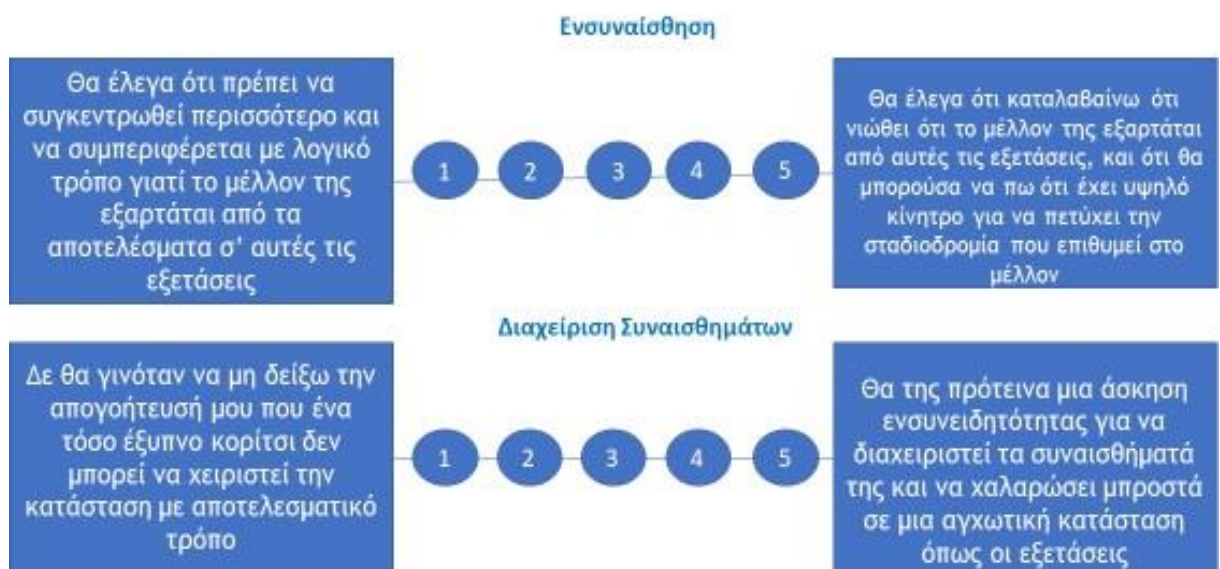 Ενσυναίσθηση
Θα έλεγα ότι πρέπει να
συγκεντρωθεί περισσότερο και
να συμπεριφέρεται με λογικό
τρόπο γιατί το μέλλον της
εξαρτάται από τα
αποτελέσματα σ' αυτές τις
εξετάσεις
1 2 3 4 5
Θα έλεγα ότι καταλαβαίνω ότι
νιώθει ότι το μέλλον της εξαρτάται
από αυτές τις εξετάσεις, και ότι θα
μπορούσα να πω ότι έχει υψηλό
κίνητρο για να πετύχει την
σταδιοδρομία που επιθυμεί στο
μέλλον
Διαχείριση Συναισθημάτων
Δε θα γινόταν να μη δείξω την
απογοήτευσή μου που ένα
τόσο έξυπνο κορίτσι δεν
μπορεί να χειριστεί την
κατάσταση με αποτελεσματικό
τρόπο
1 2 3 4 5
Θα της πρότεινα μια άσκηση
ενσυνειδητότητας για να
διαχειριστεί τα συναισθήματά
της και να χαλαρώσει μπροστά
σε μια αγχωτική κατάσταση
όπως οι εξετάσεις